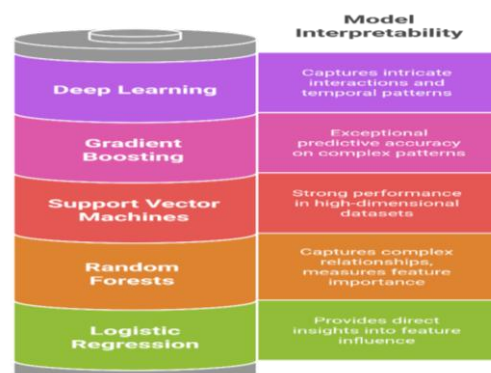 Model
Interpretability
Deep Learning
Captures intricate
interactions and
temporal patterns
Gradient
Boosting
Exceptional
predictive accuracy
on complex patterns
Support Vector
Machines
Strong performance
in high-dimensional
datasets
Random
Forests
Captures complex
relationships,
measures feature
importance
Logistic
Regression
Provides direct
insights into feature
influence